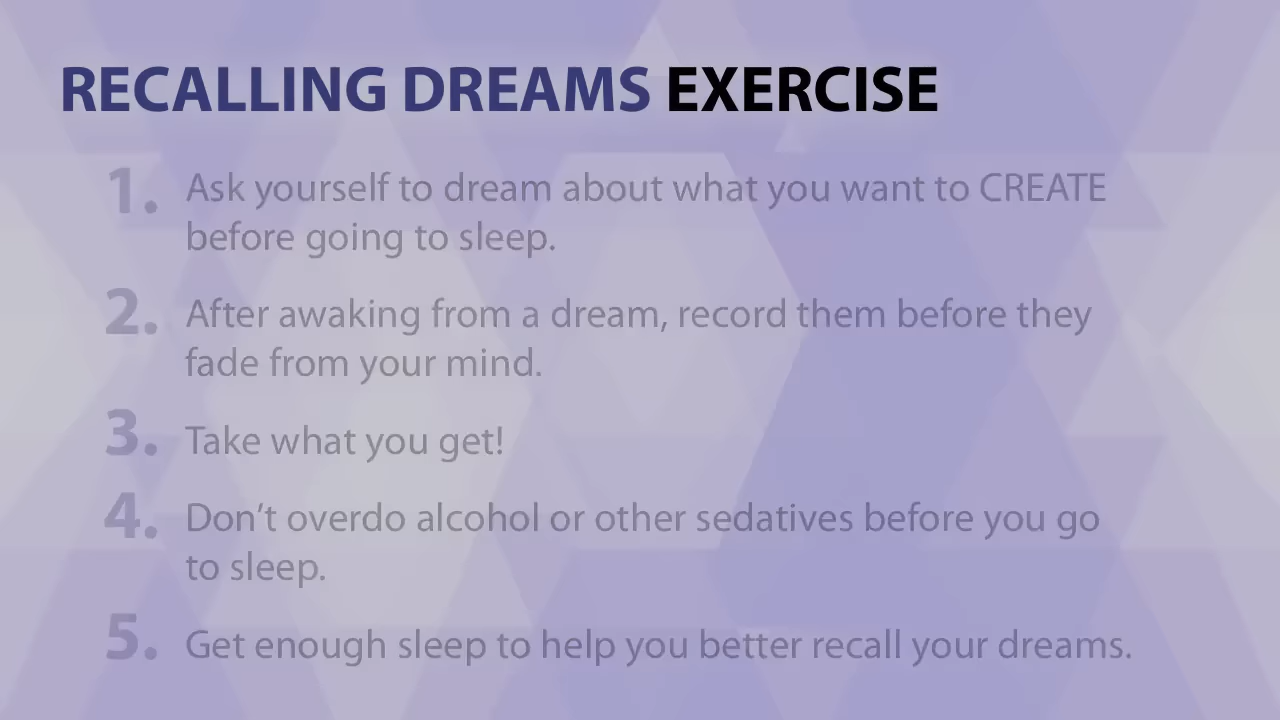 RECALLING DREAMS EXERCISE
1. Ask yourself to dream about what you want to CREATE
before going to sleep.
2. After awaking from a dream, record them before they
fade from your mind.
3. Take what you get!
4. Don’t overdo alcohol or other sedatives before you go
to sleep.
5. Get enough sleep to help you better recall your dreams.